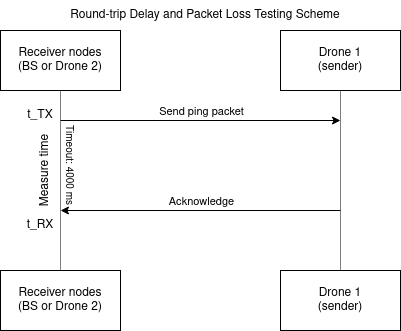 Round-trip Delay and Packet Loss Testing Scheme
Receiver nodes
(BS or Drone 2)
Drone 1
(sender)
t_TX
Send ping packet
Measure time
Timeout: 4000 ms
Acknowledge
t_RX
Receiver nodes
(BS or Drone 2)
Drone 1
(sender)